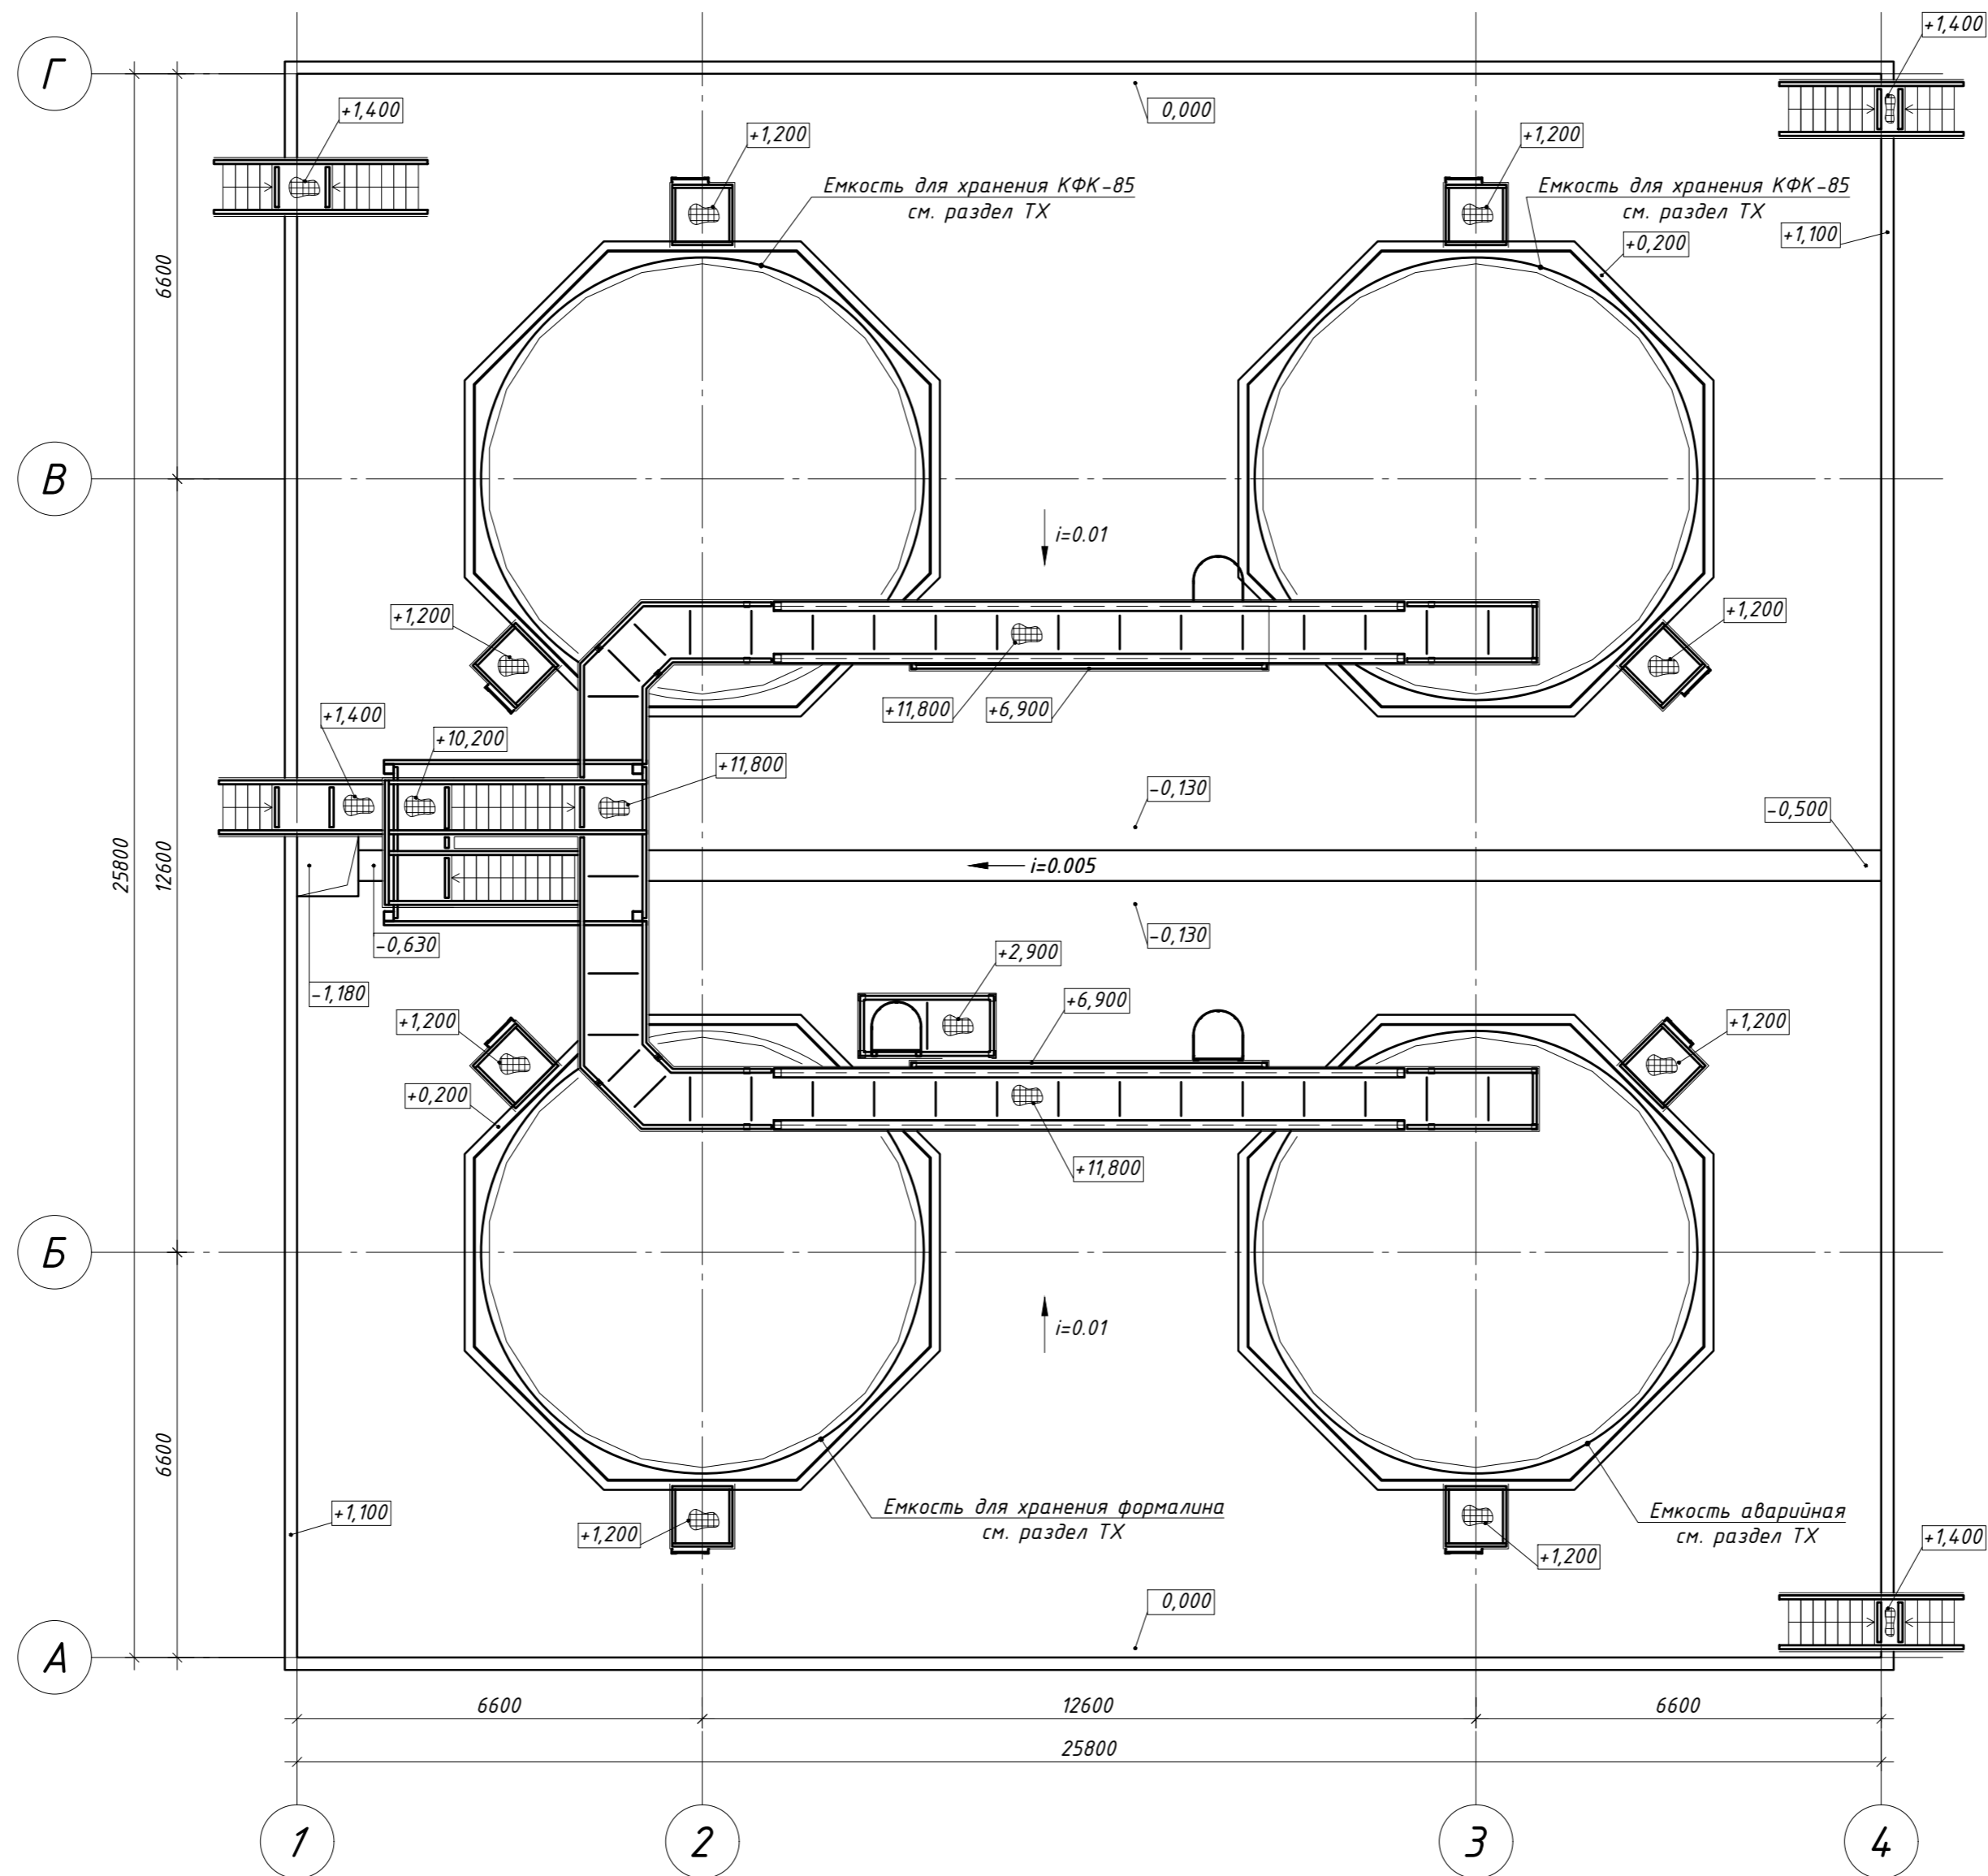 +1,400
Г
0,000
+1,400
+1,200
+1,200
Емкость для хранения КФК-85
см. раздел ТХ
Емкость для хранения КФК-85
см. раздел ТХ
+1,100
+0,200
6600
В
i=0.01
+1,200
+1,200
+1,400
+10,200
+11,800
+6,900
+11,800
-0,130
-0,500
25800
12600
i=0.005
-0,630
-0,130
+2,900
-1,180
+6,900
+1,200
+1,200
+0,200
+11,800
Б
i=0.01
6600
+1,100
Емкость для хранения формалина
см. раздел ТХ
Емкость аварийная
см. раздел ТХ
+1,200
+1,200
+1,400
0,000
А
6600
12600
6600
25800
1
2
3
4